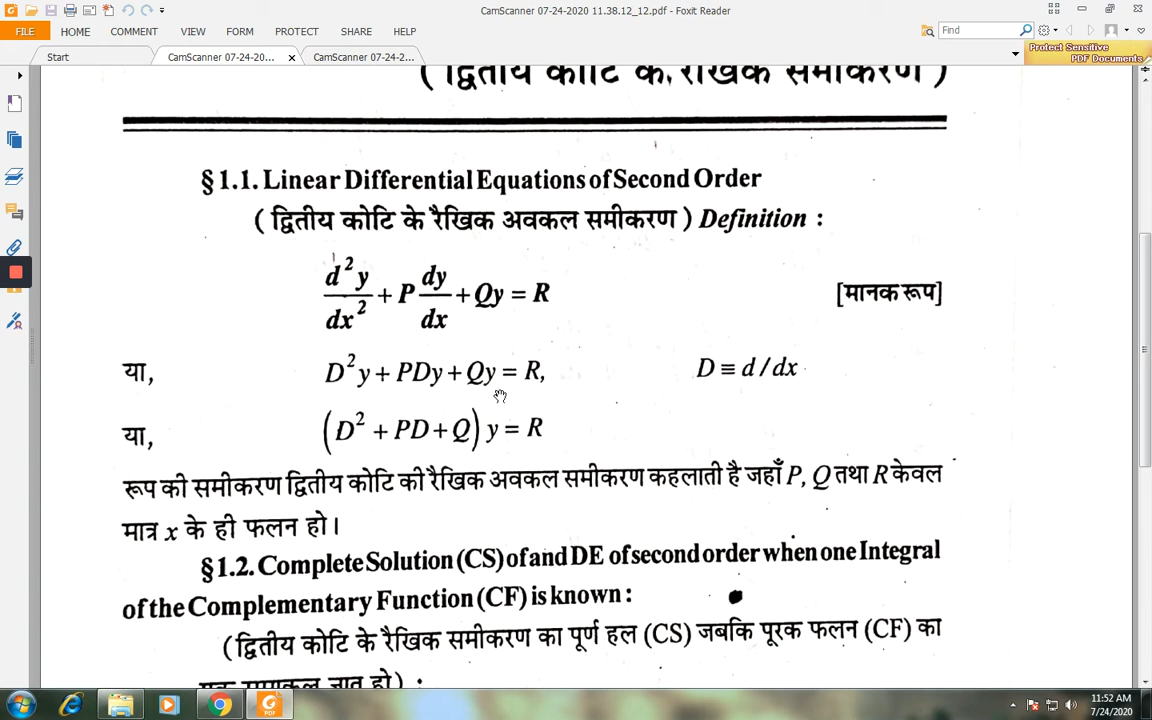 CamScanner 07-24-2020 11.38.12_12.pdf - Foxit Reader
FILE HOME COMMENT VIEW FORM PROTECT SHARE HELP
Find
Start CamScanner 07-24-20... CamScanner 07-24-2...
Protect Sensitive
PDF Documents
( द्वितीय कोटि के रैखिक समीकरण )
§ 1.1. Linear Differential Equations of Second Order
( द्वितीय कोटि के रैखिक अवकल समीकरण ) Definition :
d²y/dx² + P dy/dx + Qy = R [मानक रूप]
या, D²y + PDy + Qy = R, D ≡ d / dx
या, (D² + PD + Q) y = R
रूप की समीकरण द्वितीय कोटि की रैखिक अवकल समीकरण कहलाती है जहाँ P, Q तथा R केवल
मात्र x के ही फलन हो।
§1.2. Complete Solution (CS) of and DE of second order when one Integral
of the Complementary Function (CF) is known :
(द्वितीय कोटि के रैखिक समीकरण का पूर्ण हल (CS) जबकि पूरक फलन (CF) का
ज्ञात हो) :
11:52 AM
7/24/2020